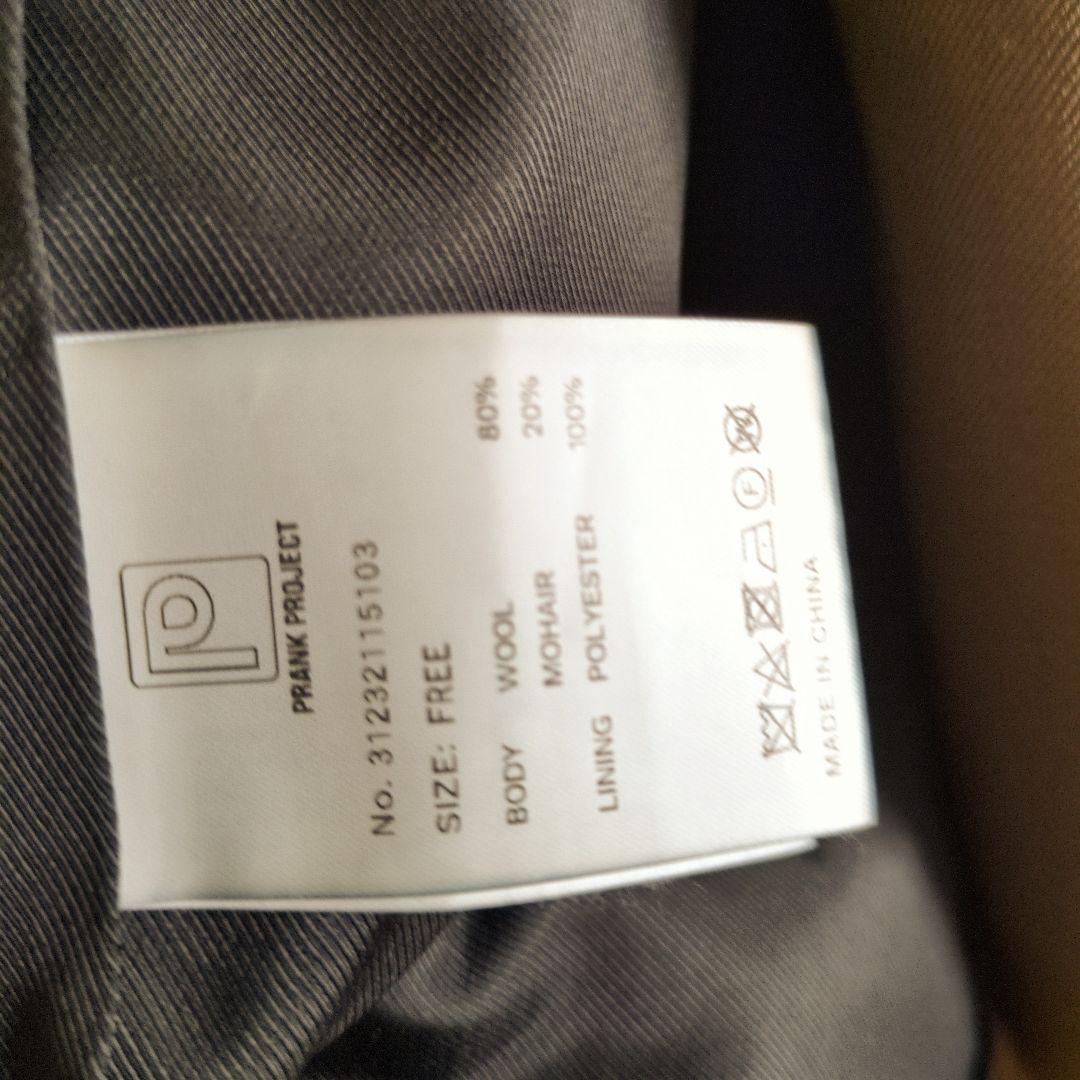 PRANK PROJECT
No. 31232115103
SIZE: FREE
BODY WOOL 80%
MOHAIR 20%
LINING POLYESTER 100%
F
MADE IN CHINA